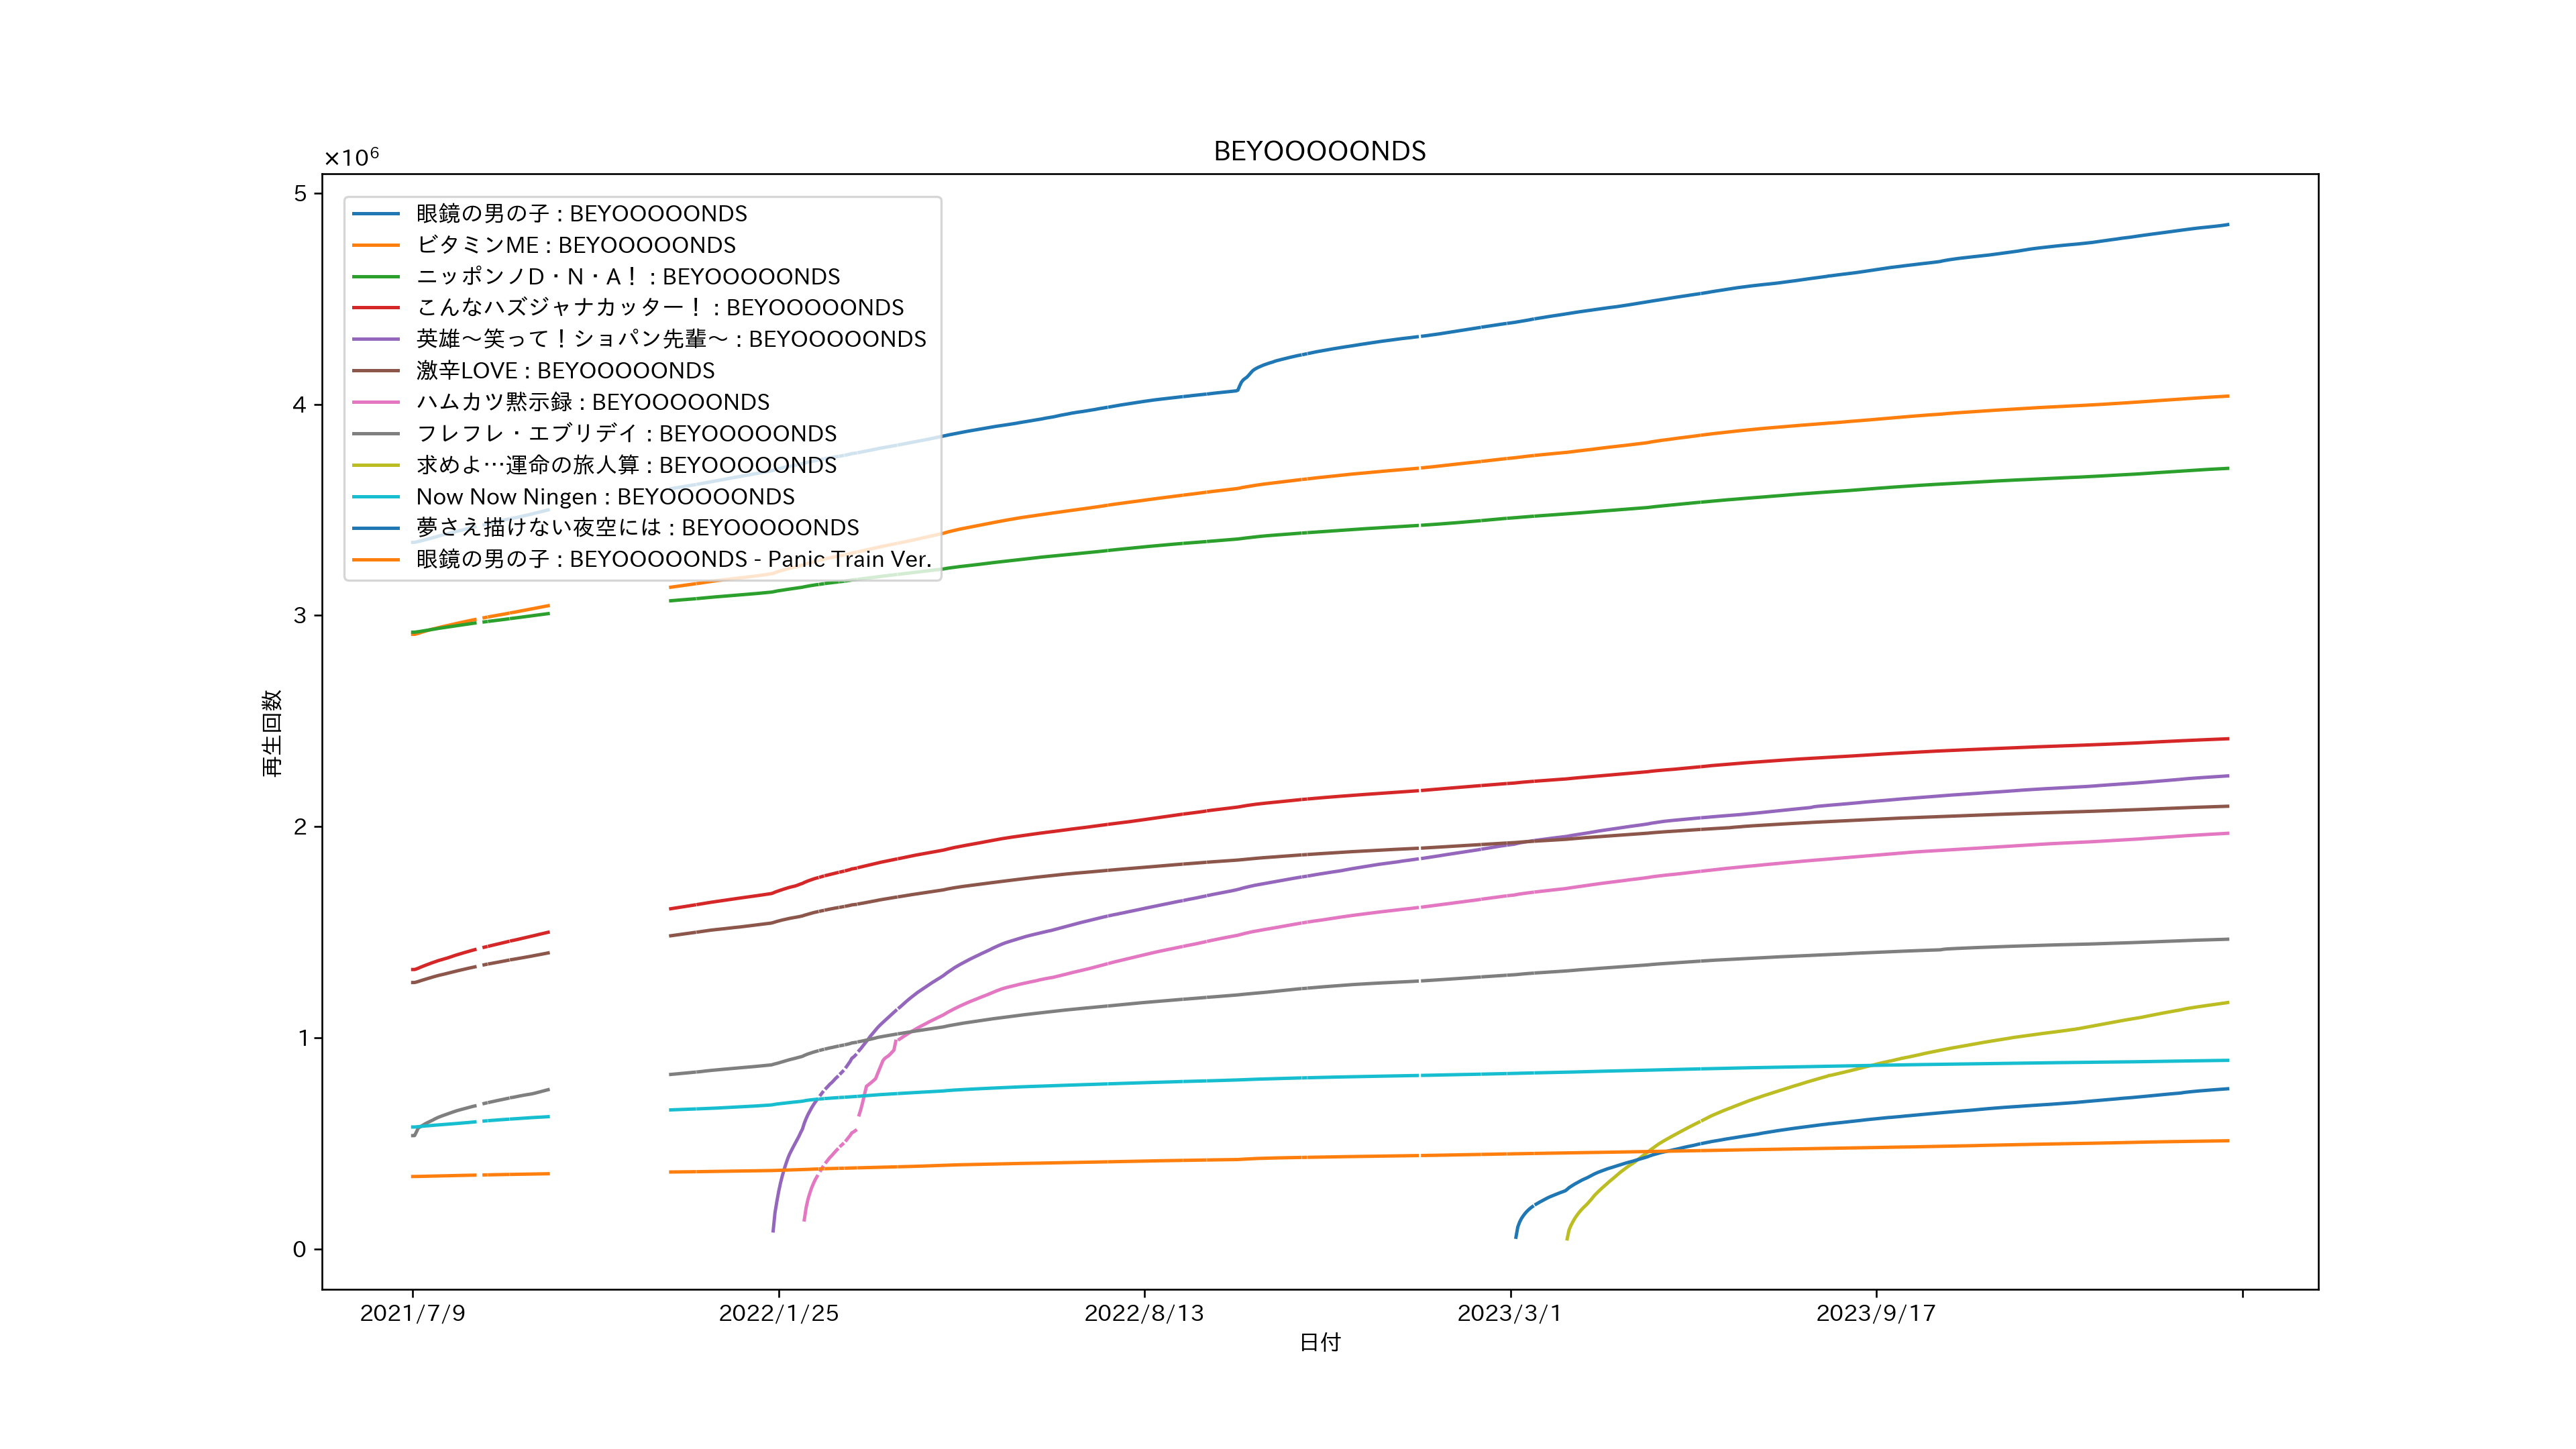 BEYOOOOONDS
×10⁶
5
4
3
2
1
0
再生回数
眼鏡の男の子 : BEYOOOOONDS
ビタミンME : BEYOOOOONDS
ニッポンノD・N・A！ : BEYOOOOONDS
こんなハズジャナカッター！ : BEYOOOOONDS
英雄～笑って！ショパン先輩～ : BEYOOOOONDS
激辛LOVE : BEYOOOOONDS
ハムカツ黙示録 : BEYOOOOONDS
フレフレ・エブリデイ : BEYOOOOONDS
求めよ…運命の旅人算 : BEYOOOOONDS
Now Now Ningen : BEYOOOOONDS
夢さえ描けない夜空には : BEYOOOOONDS
眼鏡の男の子 : BEYOOOOONDS - Panic Train Ver.
2021/7/9
2022/1/25
2022/8/13
2023/3/1
2023/9/17
日付